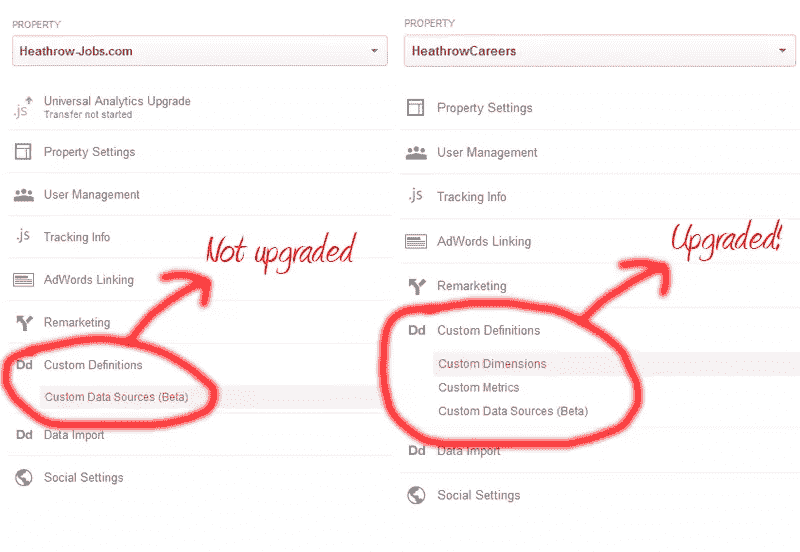 PROPERTY
Heathrow-Jobs.com
.js
Universal Analytics Upgrade
Transfer not started
Property Settings
User Management
.js Tracking Info
AdWords Linking
Remarketing
Dd Custom Definitions
Custom Data Sources (Beta)
Dd Data Import
Social Settings
Not upgraded
PROPERTY
HeathrowCareers
Property Settings
User Management
.js Tracking Info
AdWords Linking
Remarketing
Dd Custom Definitions
Custom Dimensions
Custom Metrics
Custom Data Sources (Beta)
Dd Data Import
Social Settings
Upgraded!